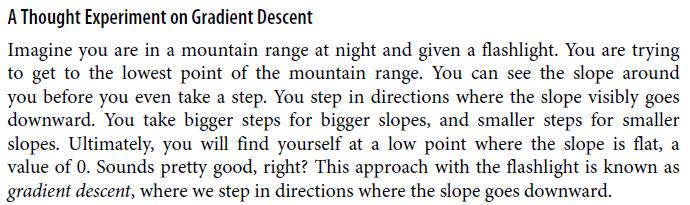 A Thought Experiment on Gradient Descent
Imagine you are in a mountain range at night and given a flashlight. You are trying
to get to the lowest point of the mountain range. You can see the slope around
you before you even take a step. You step in directions where the slope visibly goes
downward. You take bigger steps for bigger slopes, and smaller steps for smaller
slopes. Ultimately, you will find yourself at a low point where the slope is flat, a
value of 0. Sounds pretty good, right? This approach with the flashlight is known as
gradient descent, where we step in directions where the slope goes downward.